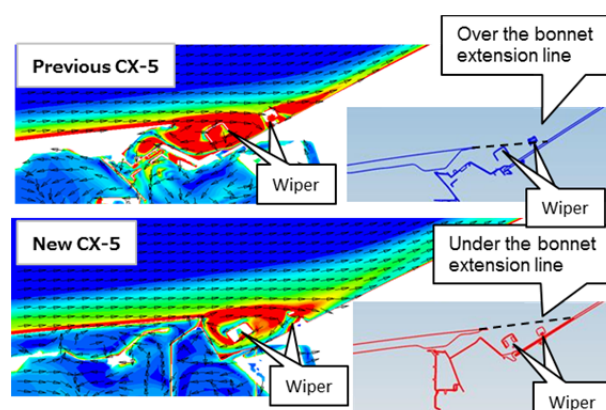 Previous CX-5
Over the bonnet
extension line
Wiper
Wiper
New CX-5
Under the bonnet
extension line
Wiper
Wiper